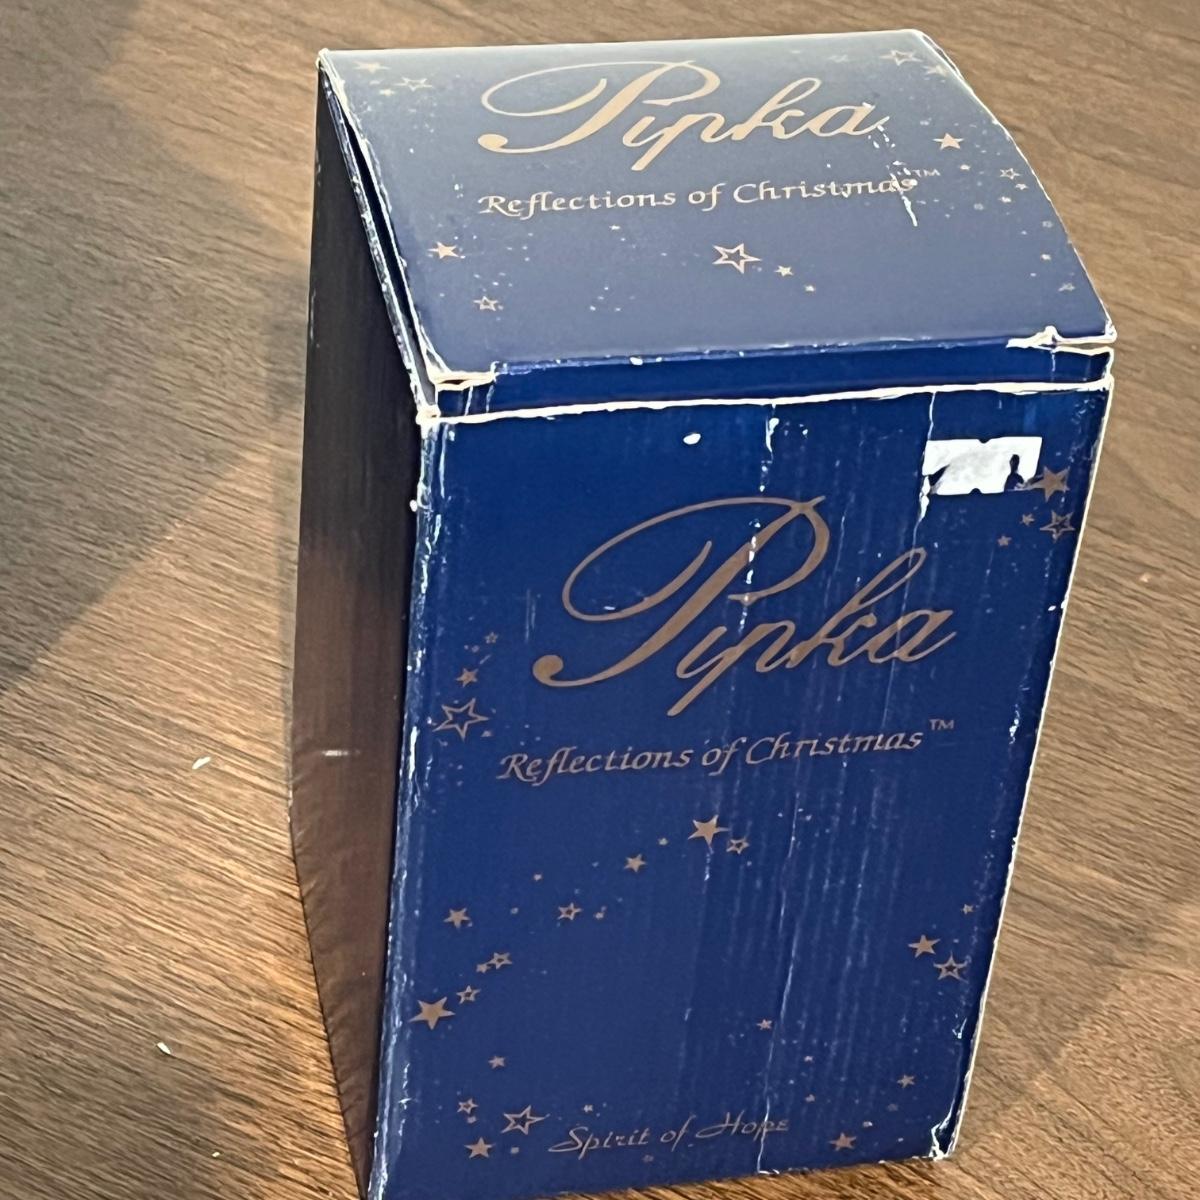 Pipka
Reflections of Christmas™
Pipka
Reflections of Christmas™
Spirit of Hope